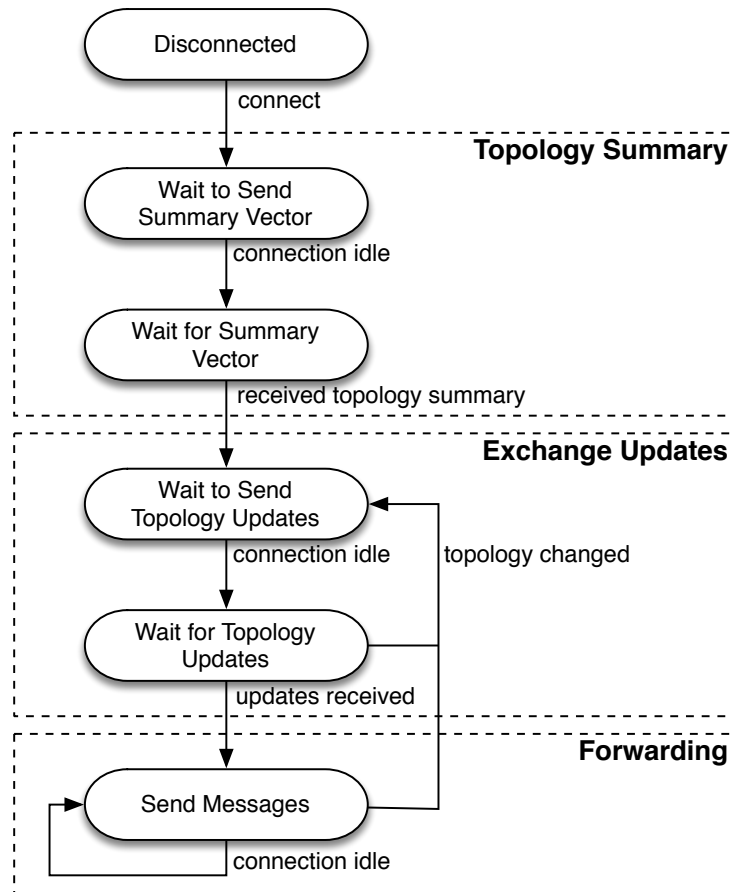 Disconnected
connect
Topology Summary
Wait to Send
Summary Vector
connection idle
Wait for Summary
Vector
received topology summary
Exchange Updates
Wait to Send
Topology Updates
connection idle
topology changed
Wait for Topology
Updates
updates received
Forwarding
Send Messages
connection idle